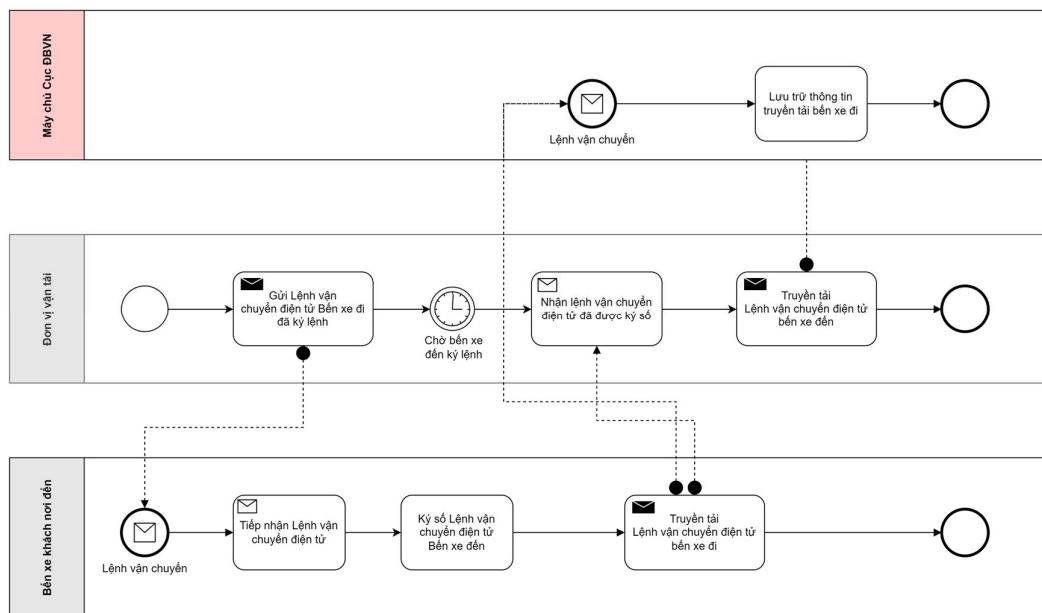 Máy chủ Cục ĐBVN
Lệnh vận chuyển
Lưu trữ thông tin
truyền tải bến xe đi
Đơn vị vận tải
Gửi Lệnh vận
chuyển điện tử Bến xe đi
đã ký lệnh
Chờ bến xe
đến ký lệnh
Nhận lệnh vận chuyển
điện tử đã được ký số
Truyền tải
Lệnh vận chuyển điện tử
bến xe đến
Bến xe khách nơi đến
Lệnh vận chuyển
Tiếp nhận Lệnh vận
chuyển điện tử
Ký số Lệnh vận
chuyển điện tử
Bến xe đến
Truyền tải
Lệnh vận chuyển điện tử
bến xe đi